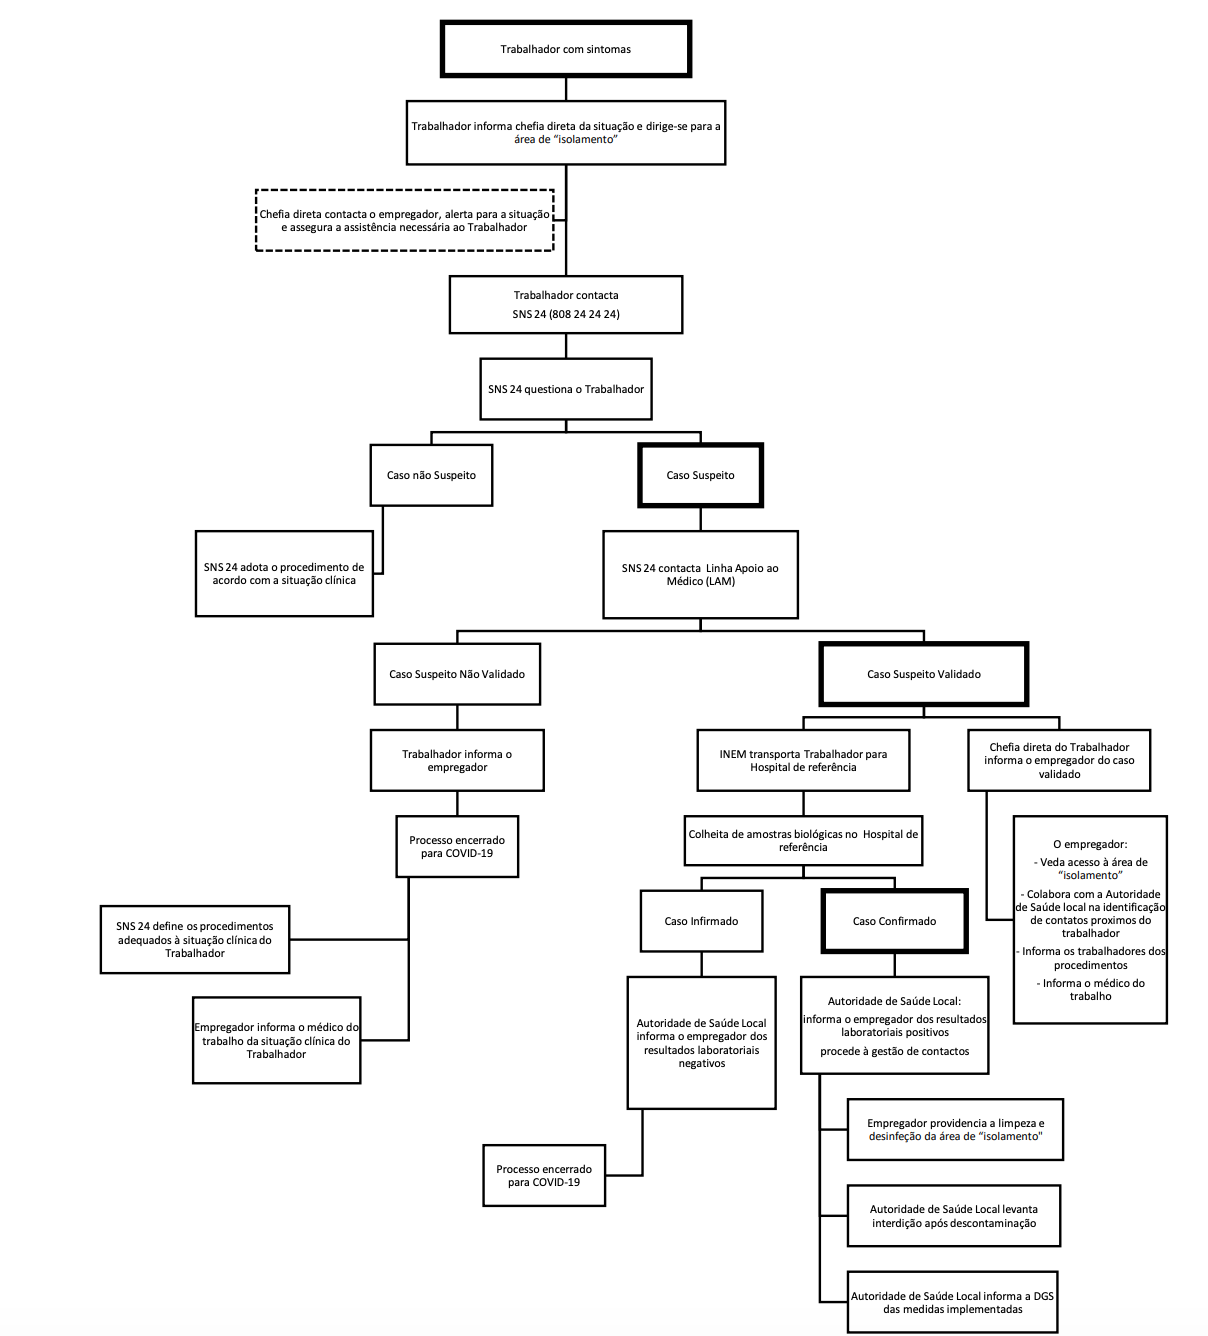 Trabalhador com sintomas
Trabalhador informa chefia direta da situação e dirige-se para a
área de “isolamento”
Chefia direta contacta o empregador, alerta para a situação
e assegura a assistência necessária ao Trabalhador
Trabalhador contacta
SNS 24 (808 24 24 24)
SNS 24 questiona o Trabalhador
Caso não Suspeito
Caso Suspeito
SNS 24 adota o procedimento de
acordo com a situação clínica
SNS 24 contacta Linha Apoio ao
Médico (LAM)
Caso Suspeito Não Validado
Caso Suspeito Validado
Trabalhador informa o
empregador
INEM transporta Trabalhador para
Hospital de referência
Chefia direta do Trabalhador
informa o empregador do caso
validado
Processo encerrado
para COVID-19
Colheita de amostras biológicas no Hospital de
referência
O empregador:
- Veda acesso à área de
“isolamento”
- Colabora com a Autoridade
de Saúde local na identificação
de contatos proximos do
trabalhador
- Informa os trabalhadores dos
procedimentos
- Informa o médico do
trabalho
SNS 24 define os procedimentos
adequados à situação clínica do
Trabalhador
Caso Infirmado
Caso Confirmado
Empregador informa o médico do
trabalho da situação clínica do
Trabalhador
Autoridade de Saúde Local
informa o empregador dos
resultados laboratoriais
negativos
Autoridade de Saúde Local:
informa o empregador dos resultados
laboratoriais positivos
procede à gestão de contactos
Processo encerrado
para COVID-19
Empregador providencia a limpeza e
desinfeção da área de “isolamento"
Autoridade de Saúde Local levanta
interdição após descontaminação
Autoridade de Saúde Local informa a DGS
das medidas implementadas